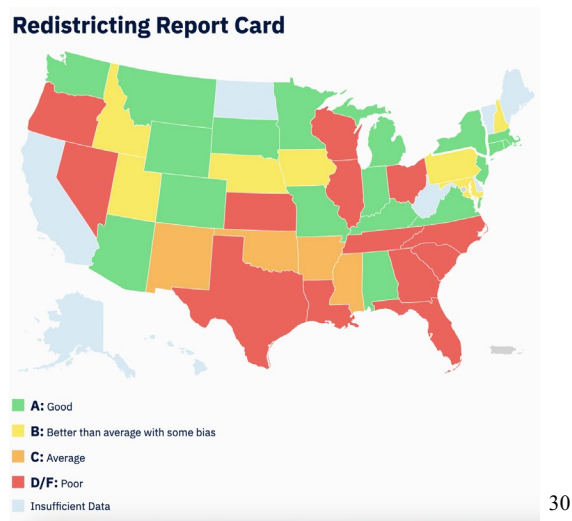 Redistricting Report Card
A: Good
B: Better than average with some bias
C: Average
D/F: Poor
Insufficient Data
30